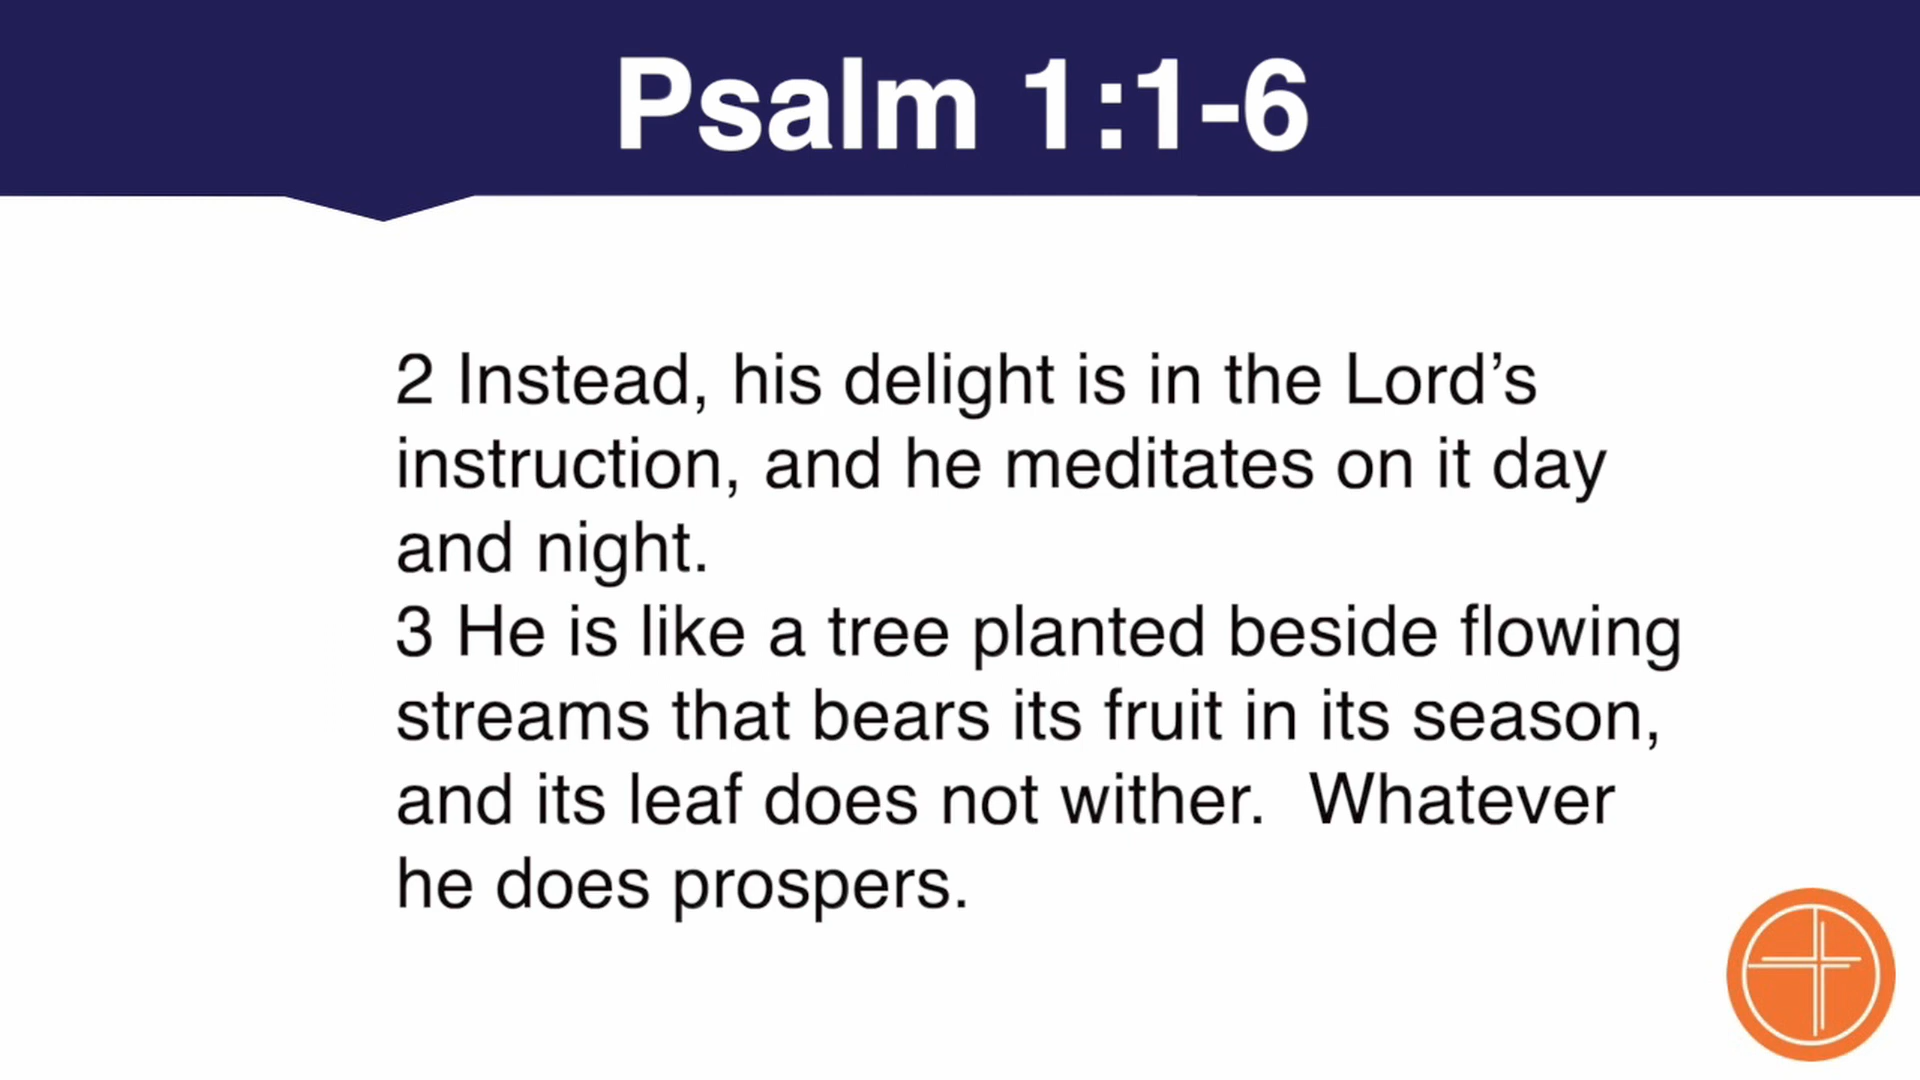 Psalm 1:1-6
2 Instead, his delight is in the Lord’s
instruction, and he meditates on it day
and night.
3 He is like a tree planted beside flowing
streams that bears its fruit in its season,
and its leaf does not wither.  Whatever
he does prospers.